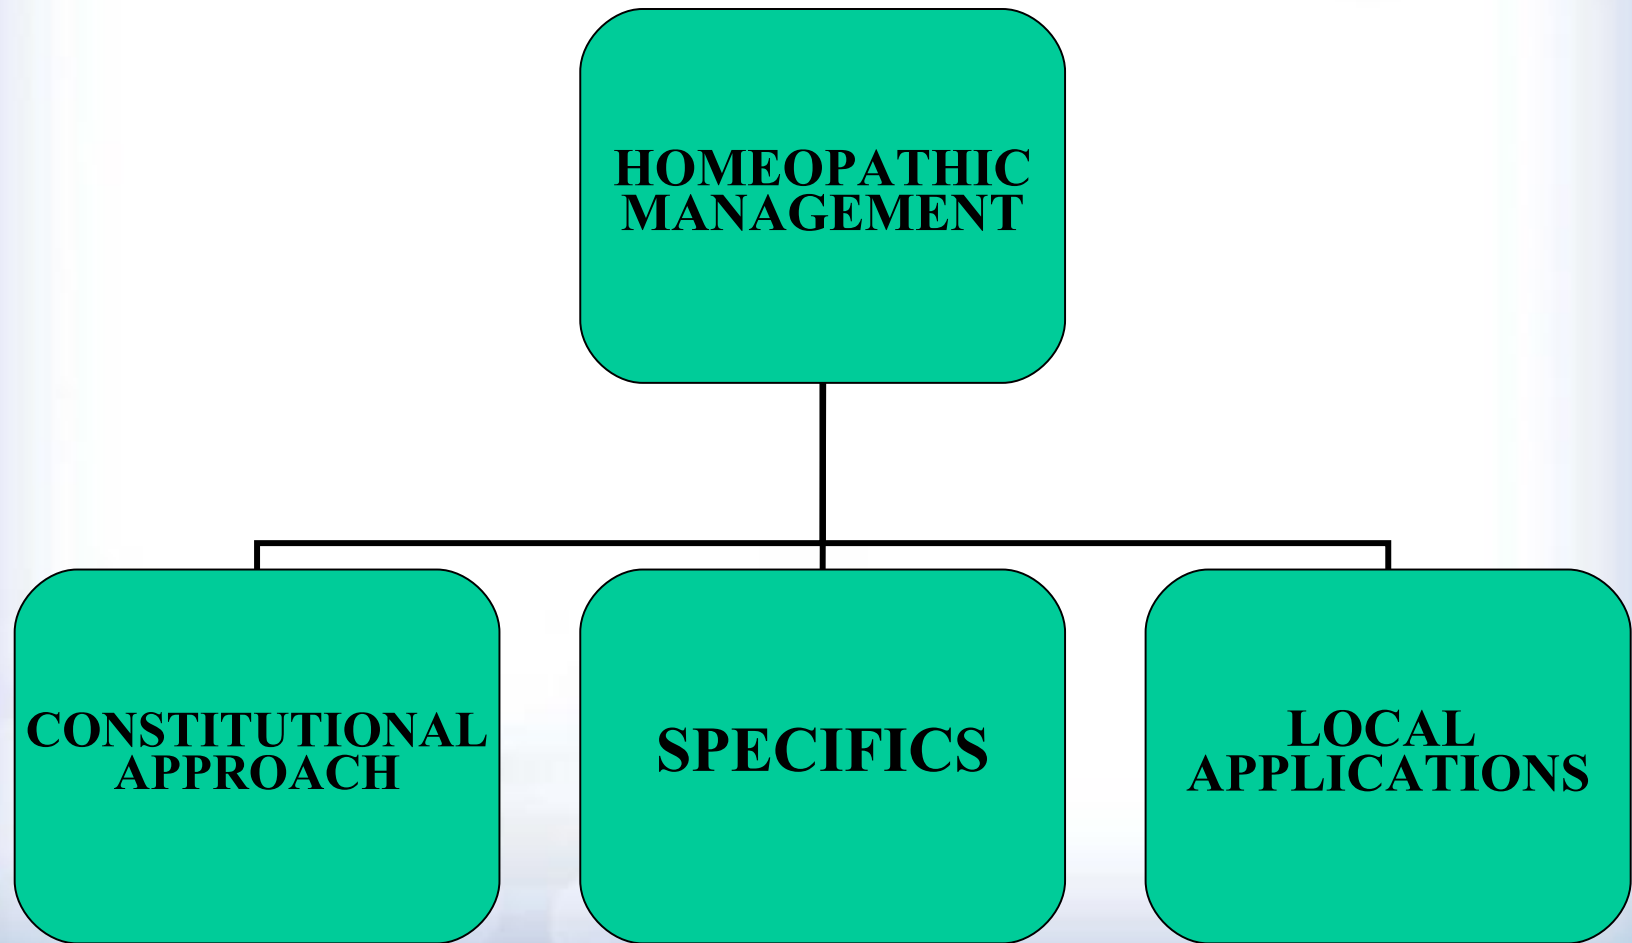 HOMEOPATHIC
MANAGEMENT
CONSTITUTIONAL
APPROACH
SPECIFICS
LOCAL
APPLICATIONS